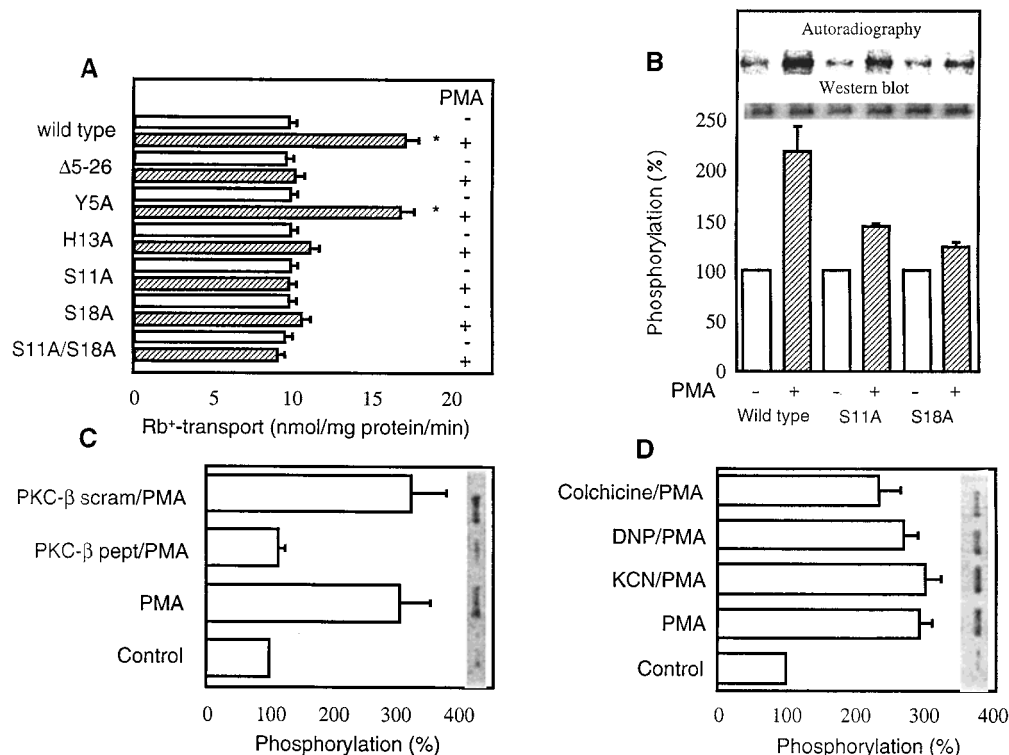 A
PMA
wild type
-
* +
Δ5-26
-
+
Y5A
-
* +
H13A
-
+
S11A
-
+
S18A
-
+
S11A/S18A
-
+
0 5 10 15 20
Rb+-transport (nmol/mg protein/min)
B
Autoradiography
Western blot
Phosphorylation (%)
250
200
150
100
50
0
PMA - + - + - +
Wild type S11A S18A
C
PKC-β scram/PMA
PKC-β pept/PMA
PMA
Control
0 100 200 300 400
Phosphorylation (%)
D
Colchicine/PMA
DNP/PMA
KCN/PMA
PMA
Control
0 100 200 300 400
Phosphorylation (%)